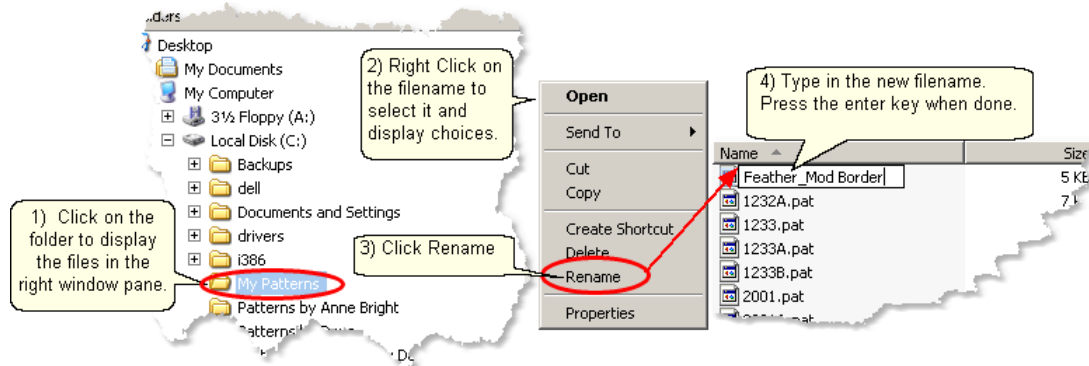 Desktop
My Documents
My Computer
3½ Floppy (A:)
Local Disk (C:)
Backups
dell
Documents and Settings
drivers
i386
My Patterns
Patterns by Anne Bright
1) Click on the
folder to display
the files in the
right window pane.
2) Right Click on
the filename to
select it and
display choices.
3) Click Rename
Open
Send To
Cut
Copy
Create Shortcut
Delete
Rename
Properties
4) Type in the new filename.
Press the enter key when done.
Name Size
Feather_Mod Border 5 KB
1232A.pat
1233.pat
1233A.pat
1233B.pat
2001.pat